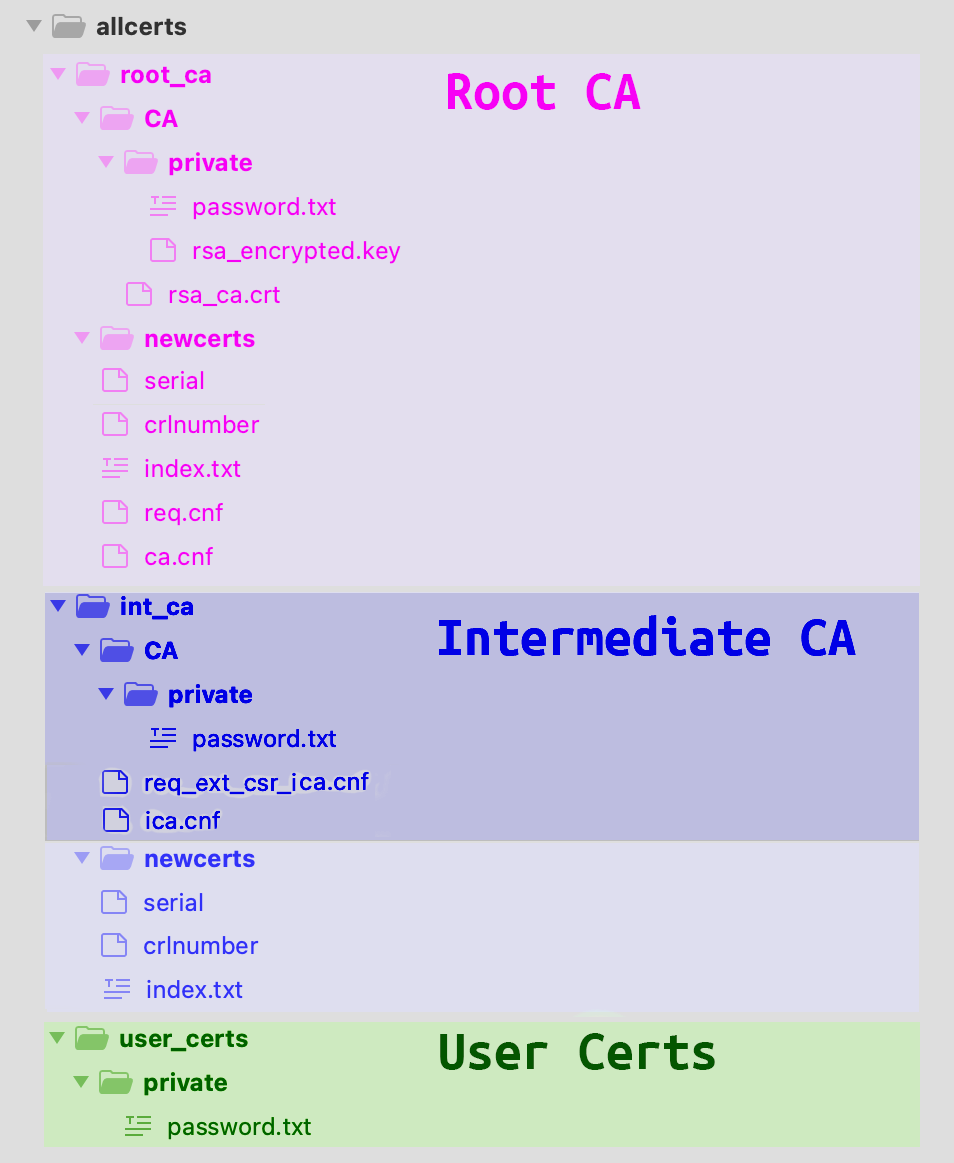 allcerts
root_ca
Root CA
CA
private
password.txt
rsa_encrypted.key
rsa_ca.crt
newcerts
serial
crlnumber
index.txt
req.cnf
ca.cnf
int_ca
Intermediate CA
CA
private
password.txt
req_ext_csr_ica.cnf
ica.cnf
newcerts
serial
crlnumber
index.txt
user_certs
User Certs
private
password.txt